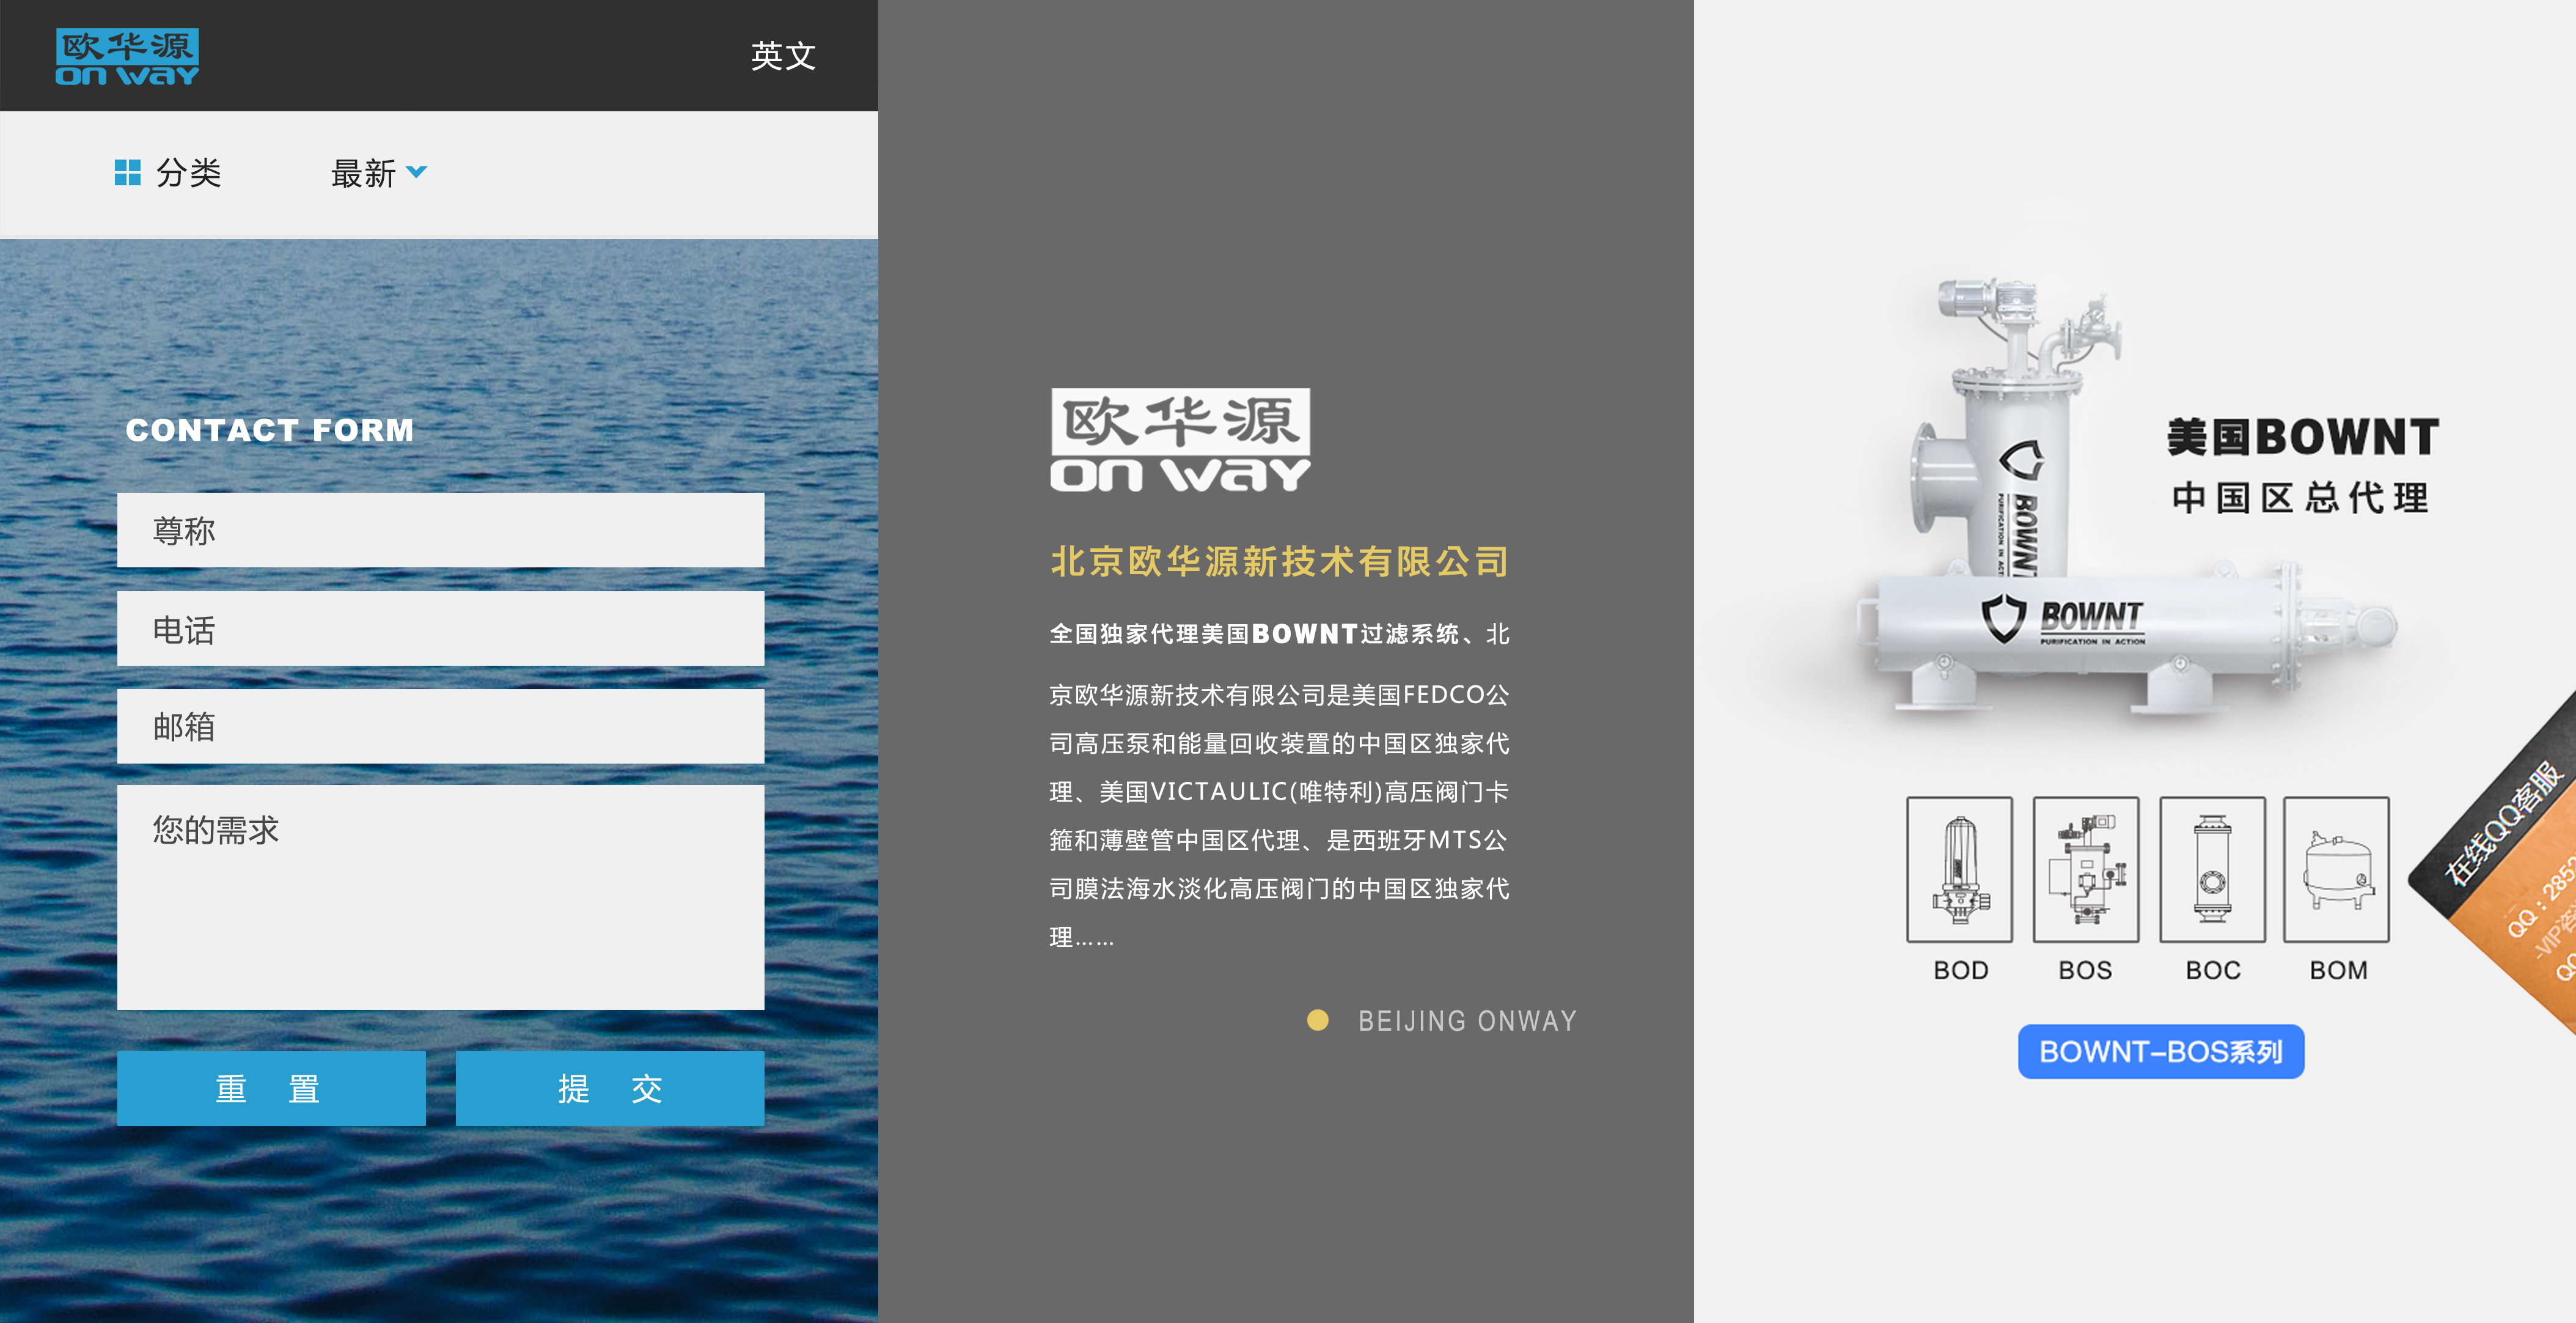 欧华源
on way
英文
分类
最新
CONTACT FORM
尊称
电话
邮箱
您的需求
重 置
提 交
欧华源
on way
北京欧华源新技术有限公司
全国独家代理美国BOWNT过滤系统、北
京欧华源新技术有限公司是美国FEDCO公
司高压泵和能量回收装置的中国区独家代
理、美国VICTAULIC(唯特利)高压阀门卡
箍和薄壁管中国区代理、是西班牙MTS公
司膜法海水淡化高压阀门的中国区独家代
理……
BEIJING ONWAY
美国BOWNT
中国区总代理
BOWNT
PURIFICATION IN ACTION
BOWNT
PURIFICATION IN ACTION
BOD
BOS
BOC
BOM
BOWNT-BOS系列
在线QQ客服
QQ：2852
-VIP咨
QQ